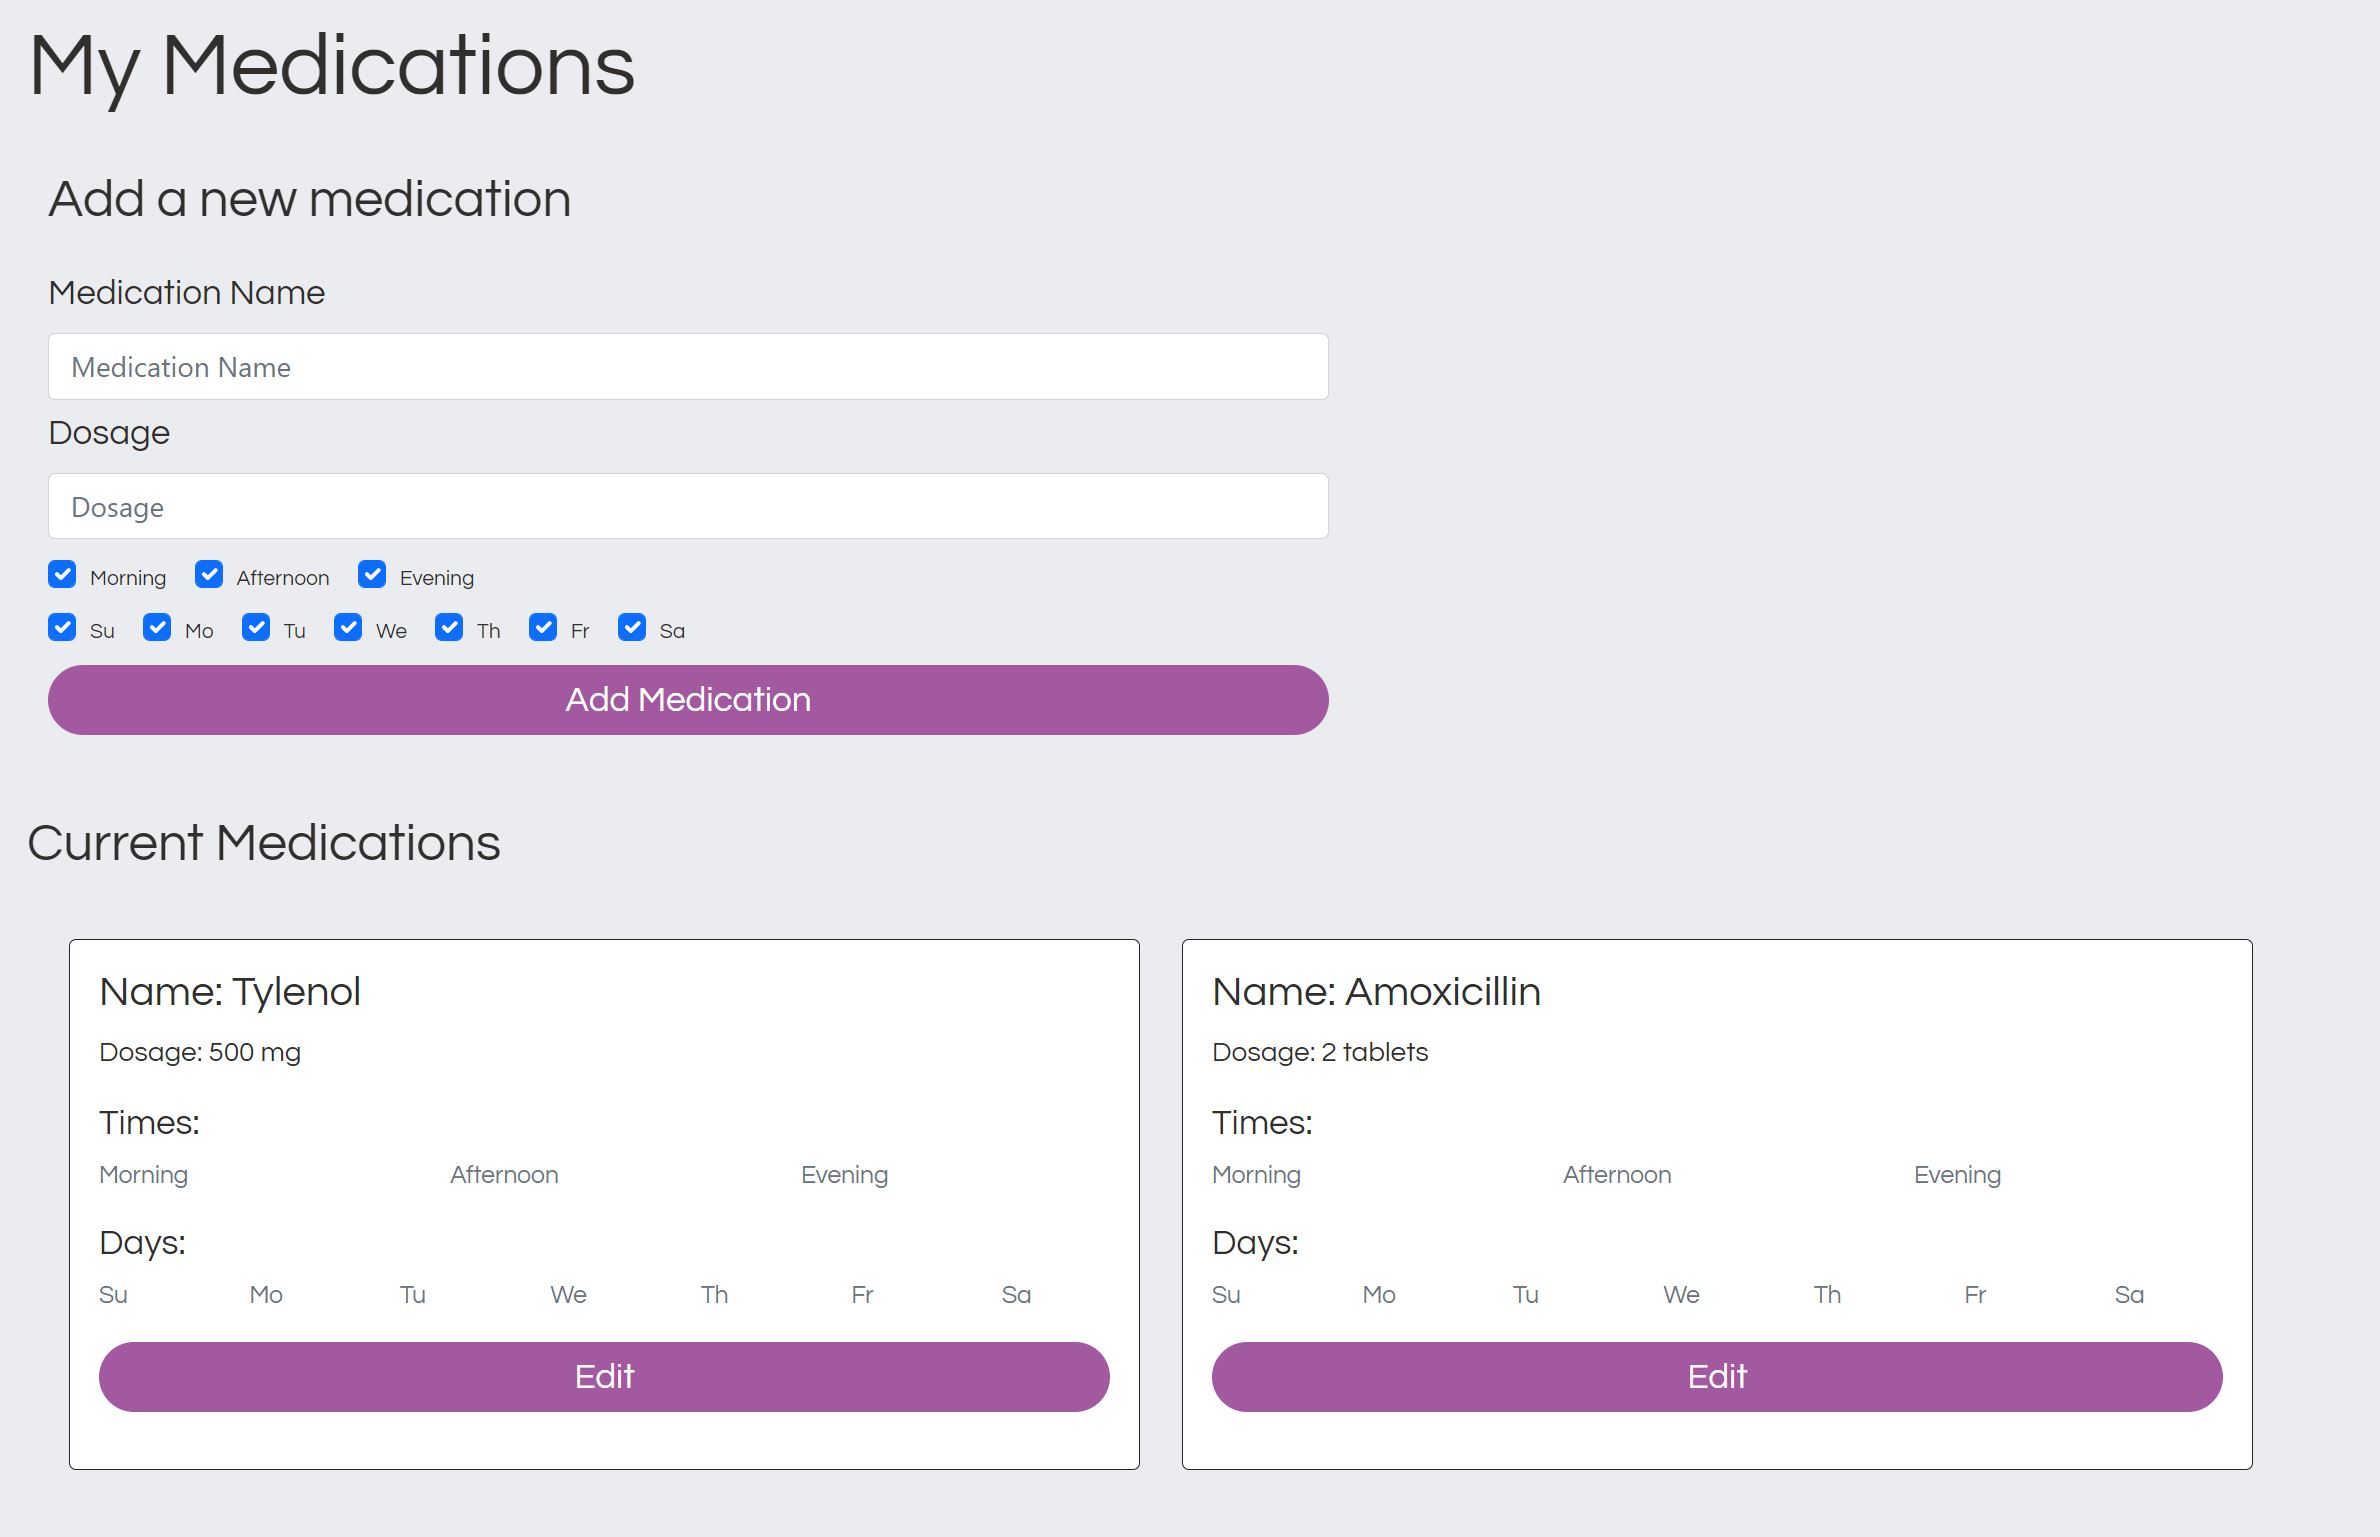 My Medications
Add a new medication
Medication Name
Medication Name
Dosage
Dosage
Morning Afternoon Evening
Su Mo Tu We Th Fr Sa
Add Medication
Current Medications
Name: Tylenol
Dosage: 500 mg
Times:
Morning Afternoon Evening
Days:
Su Mo Tu We Th Fr Sa
Edit
Name: Amoxicillin
Dosage: 2 tablets
Times:
Morning Afternoon Evening
Days:
Su Mo Tu We Th Fr Sa
Edit